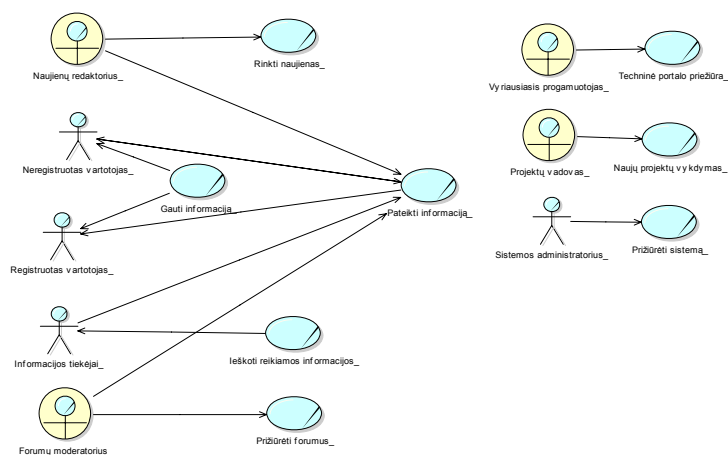 Naujienų redaktorius_
Rinkti naujienas_
Vyriausiasis progamuotojas_
Techninė portalo priežiūra_
Neregistruotas vartotojas_
Gauti informaciją_
Pateikti informaciją_
Projektų vadovas_
Naujų projektų vykdymas_
Registruotas vartotojas_
Sistemos administratorius_
Prižiūrėti sistemą_
Informacijos tiekėjai_
Ieškoti reikiamos informacijos_
Forumų moderatorius
Prižiūrėti forumus_